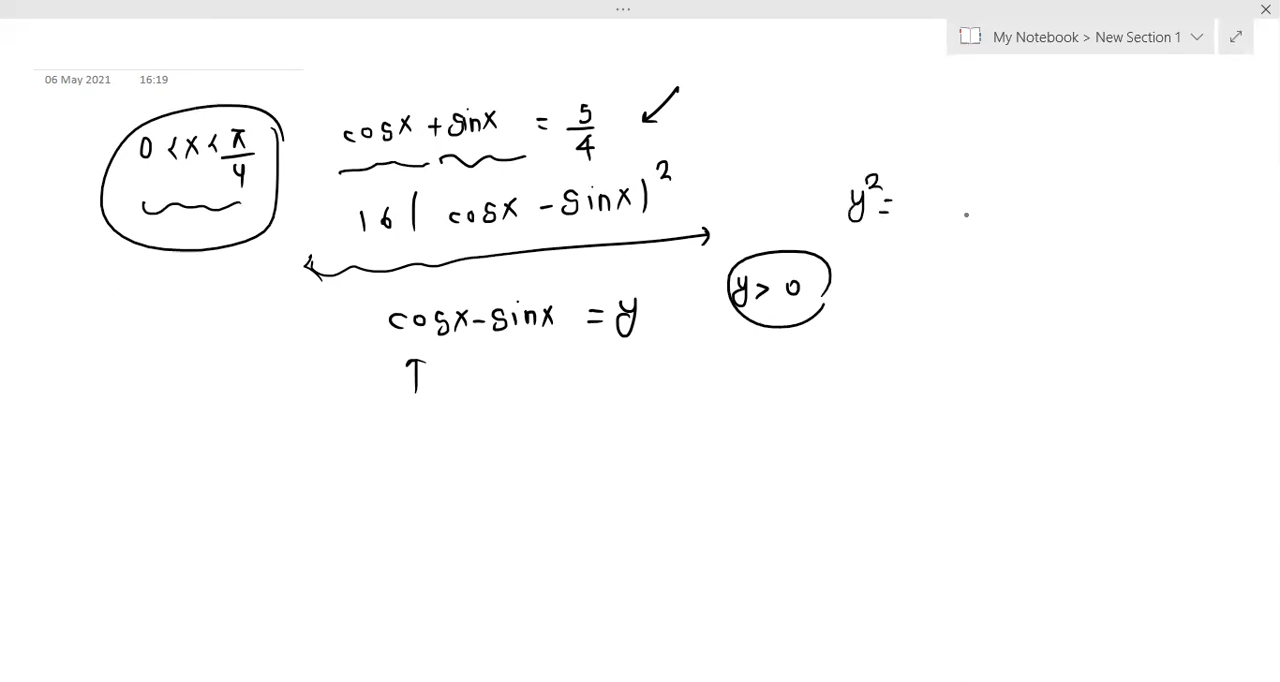 ...
My Notebook > New Section 1
06 May 2021 16:19
0 < x < π/4
cosx + sinx = 5/4
16(cosx - sinx)²
y² =
y > 0
cosx - sinx = y
↑